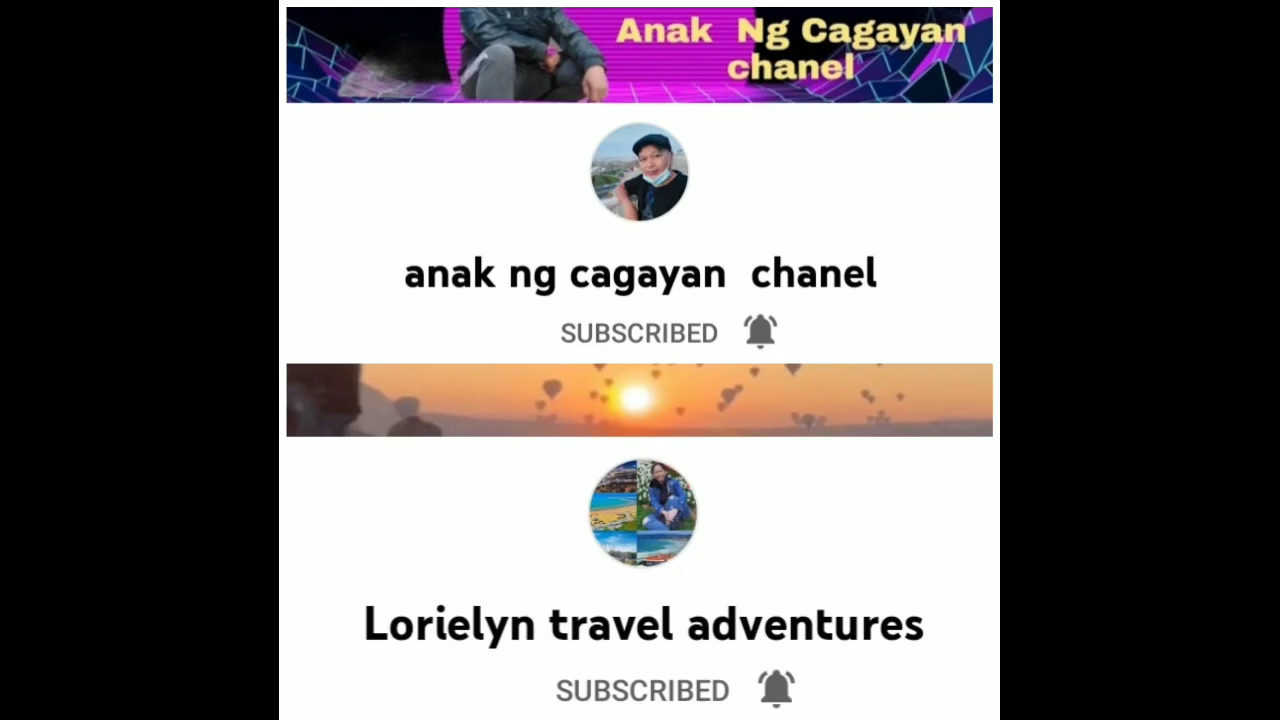 Anak Ng Cagayan
chanel
anak ng cagayan chanel
SUBSCRIBED
Lorielyn travel adventures
SUBSCRIBED